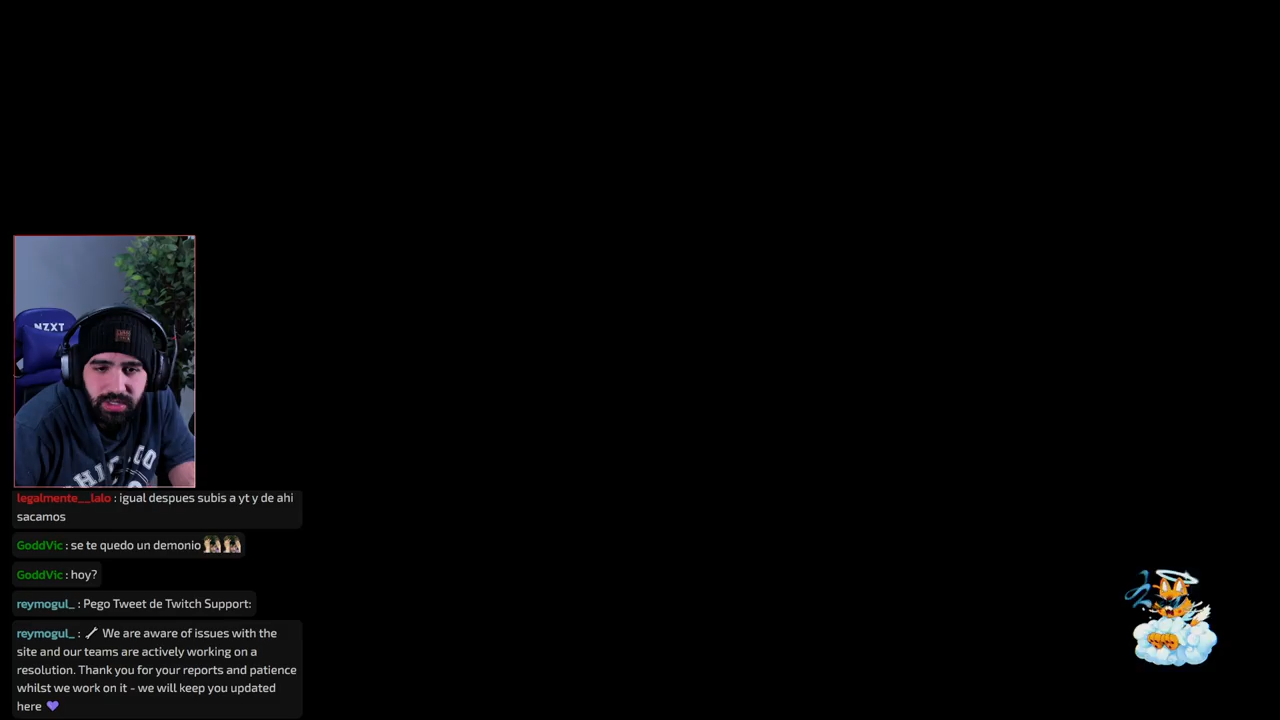 NZXT
legalmente__lalo : igual despues subis a yt y de ahi
sacamos
GoddVic : se te quedo un demonio
GoddVic : hoy?
reymogul_ : Pego Tweet de Twitch Support:
reymogul_ : We are aware of issues with the
site and our teams are actively working on a
resolution. Thank you for your reports and patience
whilst we work on it - we will keep you updated
here